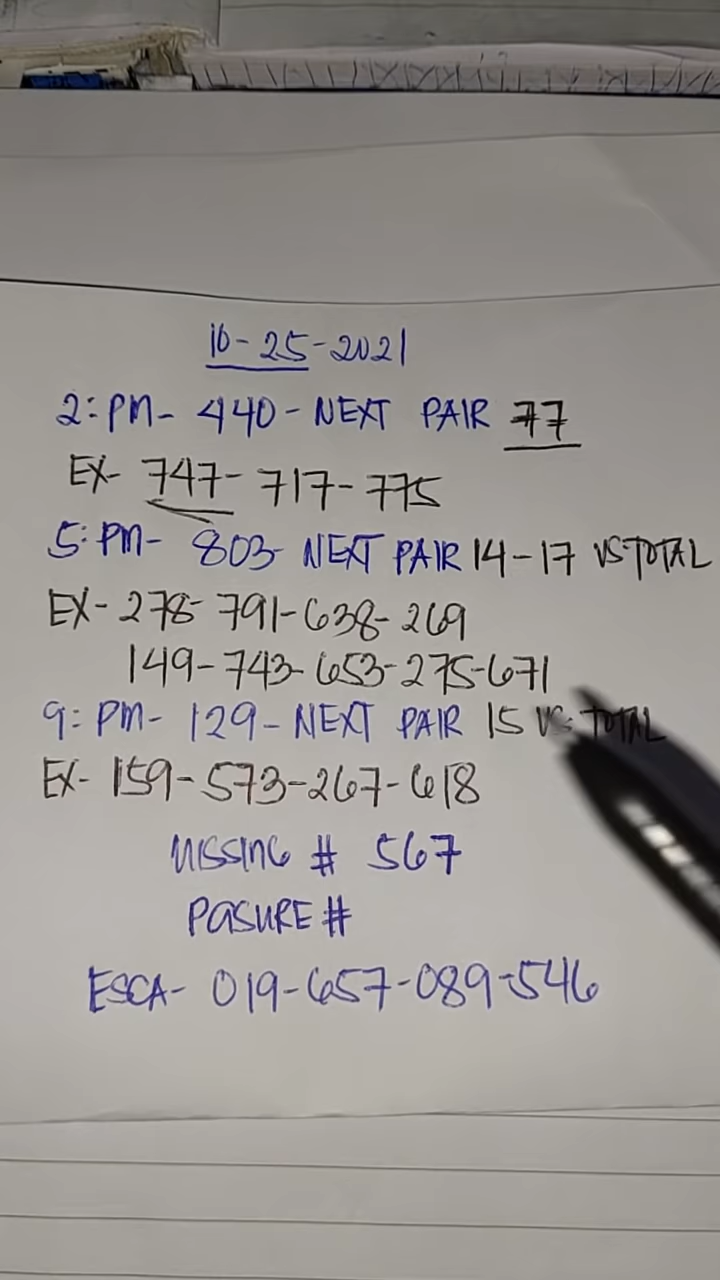 10-25-2021
2:PM- 440-NEXT PAIR 77
EX- 747-717-775
5:PM- 803-NEXT PAIR 14-17 VS TOTAL
EX-278-791-638-269
149-743-653-275-671
9:PM- 129-NEXT PAIR 15 VS TOTAL
EX-159-573-267-618
MISSING # 567
PASURE #
ESCA- 019-657-089-546